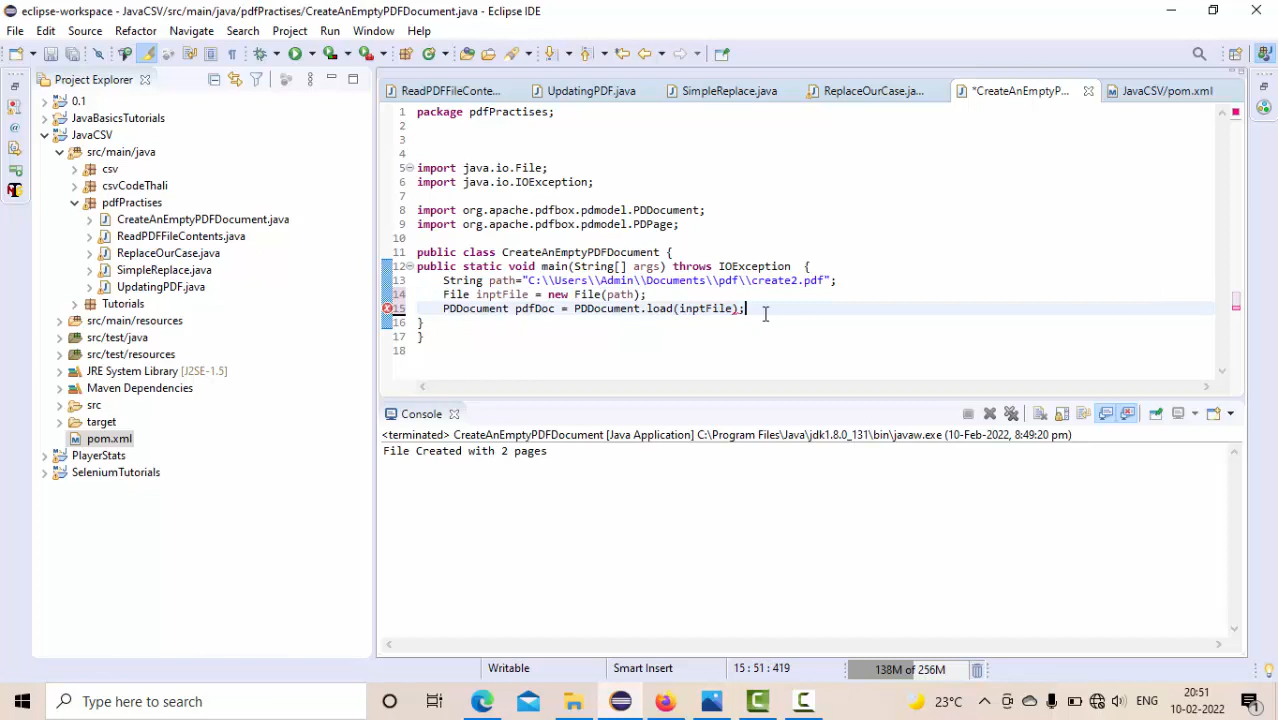 eclipse-workspace - JavaCSV/src/main/java/pdfPractises/CreateAnEmptyPDFDocument.java - Eclipse IDE
File Edit Source Refactor Navigate Search Project Run Window Help
Project Explorer
0.1
JavaBasicsTutorials
JavaCSV
src/main/java
csv
csvCodeThali
pdfPractises
CreateAnEmptyPDFDocument.java
ReadPDFFileContents.java
ReplaceOurCase.java
SimpleReplace.java
UpdatingPDF.java
Tutorials
src/main/resources
src/test/java
src/test/resources
JRE System Library [J2SE-1.5]
Maven Dependencies
src
target
pom.xml
PlayerStats
SeleniumTutorials
ReadPDFFileConte... UpdatingPDF.java SimpleReplace.java ReplaceOurCase.ja... *CreateAnEmptyP... JavaCSV/pom.xml
1 package pdfPractises;
2
3
4
5 import java.io.File;
6 import java.io.IOException;
7
8 import org.apache.pdfbox.pdmodel.PDDocument;
9 import org.apache.pdfbox.pdmodel.PDPage;
10
11 public class CreateAnEmptyPDFDocument {
12 public static void main(String[] args) throws IOException {
13 String path="C:\\Users\\Admin\\Documents\\pdf\\create2.pdf";
14 File inptFile = new File(path);
15 PDDocument pdfDoc = PDDocument.load(inptFile);
16 }
17 }
18
Console
<terminated> CreateAnEmptyPDFDocument [Java Application] C:\Program Files\Java\jdk1.8.0_131\bin\javaw.exe (10-Feb-2022, 8:49:20 pm)
File Created with 2 pages
Writable Smart Insert 15 : 51 : 419 138M of 256M
Type here to search
23°C ENG 20:51
10-02-2022
1